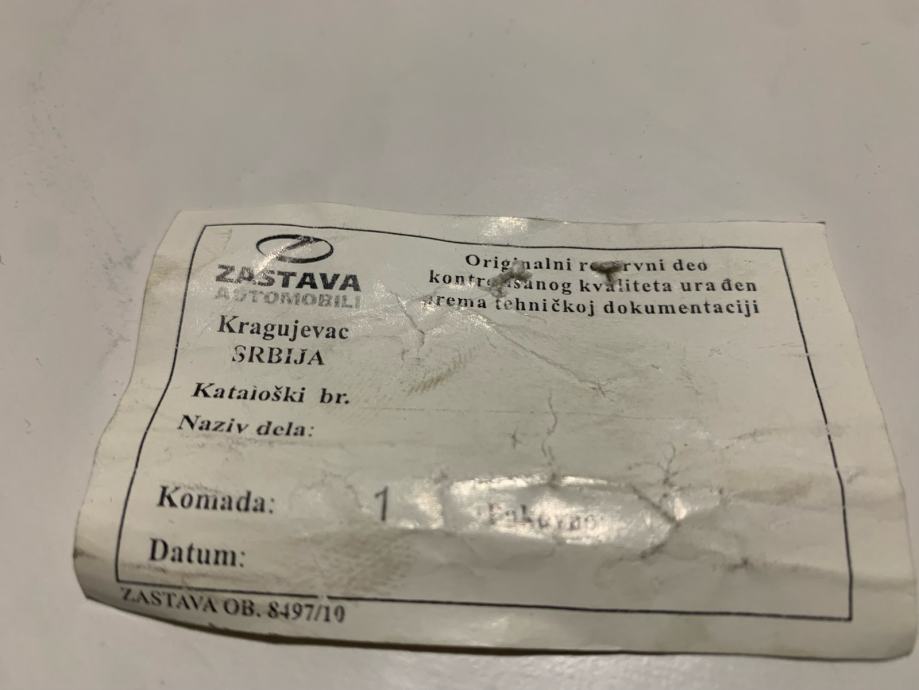 ZASTAVA
AUTOMOBILI
Kragujevac
SRBIJA
Originalni rezervni deo
kontrolisanog kvaliteta urađen
prema tehničkoj dokumentaciji
Kataloški br.
Naziv dela:
Komada: 1
Datum:
ZASTAVA OB. 8497/10